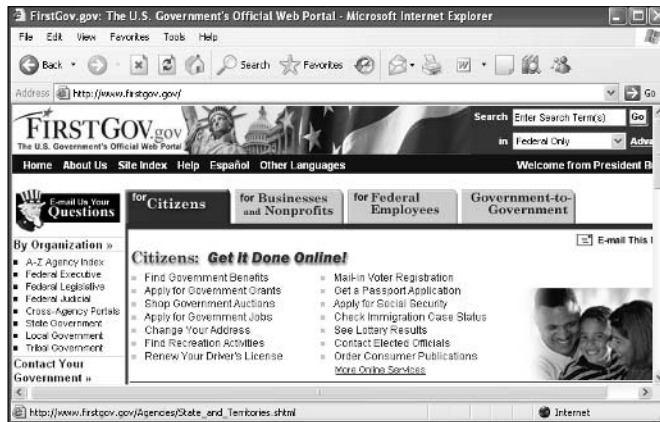 FirstGov.gov: The U.S. Government's Official Web Portal - Microsoft Internet Explorer
File Edit View Favorites Tools Help
Back Search Favorites
Address http://www.firstgov.gov/ Go
FIRSTGOV.gov
The U.S. Government's Official Web Portal
Search Enter Search Term(s) Go
in Federal Only Adva
Home About Us Site Index Help Español Other Languages Welcome from President B
E-mail Us Your
Questions
for Citizens
for Businesses
and Nonprofits
for Federal
Employees
Government-to-
Government
E-mail This
By Organization »
A-Z Agency Index
Federal Executive
Federal Legislative
Federal Judicial
Cross-Agency Portals
State Government
Local Government
Tribal Government
Contact Your
Government »
Citizens: Get It Done Online!
Find Government Benefits
Apply for Government Grants
Shop Government Auctions
Apply for Government Jobs
Change Your Address
Find Recreation Activities
Renew Your Driver's License
Mail-in Voter Registration
Get a Passport Application
Apply for Social Security
Check Immigration Case Status
See Lottery Results
Contact Elected Officials
Order Consumer Publications
More Online Services
http://www.firstgov.gov/Agencies/State_and_Territories.shtml Internet